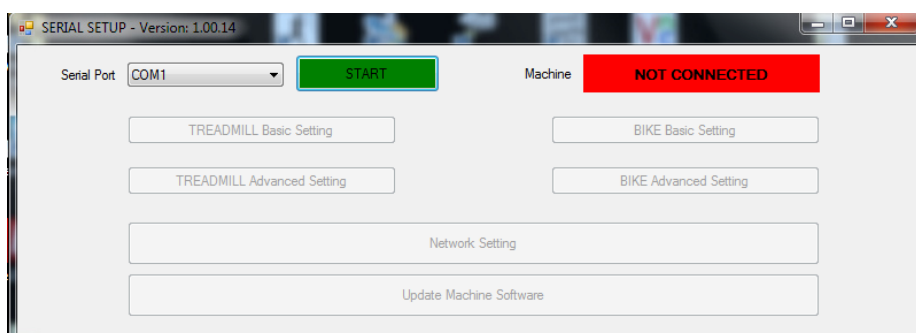 SERIAL SETUP - Version: 1.00.14
Serial Port COM1 START Machine NOT CONNECTED
TREADMILL Basic Setting BIKE Basic Setting
TREADMILL Advanced Setting BIKE Advanced Setting
Network Setting
Update Machine Software